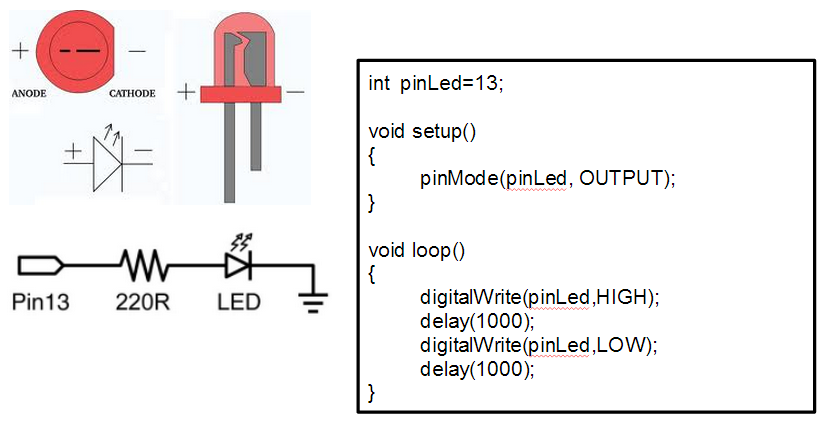 + −
ANODE CATHODE
+ −
+ −
Pin13 220R LED
int pinLed=13;
void setup()
{
pinMode(pinLed, OUTPUT);
}
void loop()
{
digitalWrite(pinLed,HIGH);
delay(1000);
digitalWrite(pinLed,LOW);
delay(1000);
}